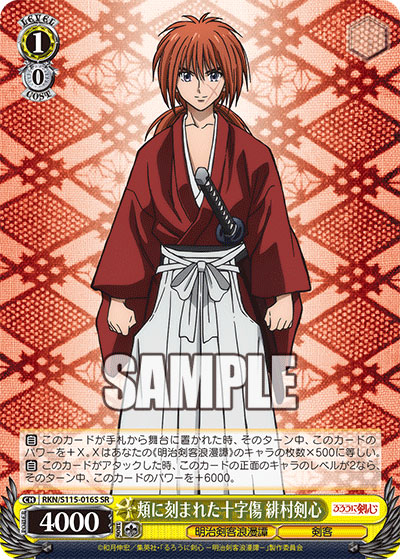 LEVEL
1
0
COST
SAMPLE
【自】このカードが手札から舞台に置かれた時、そのターン中、このカードの
パワーを＋X。Xはあなたの《明治剣客浪漫譚》のキャラの枚数×500に等しい。
【自】このカードがアタックした時、このカードの正面のキャラのレベルが2なら、
そのターン中、このカードのパワーを＋6000。
CH RKN/S115-016S SR
頬に刻まれた十字傷 緋村剣心
るろうに剣心
POWER
4000
SOUL
明治剣客浪漫譚 剣客
©和月伸宏／集英社・「るろうに剣心 －明治剣客浪漫譚－」製作委員会